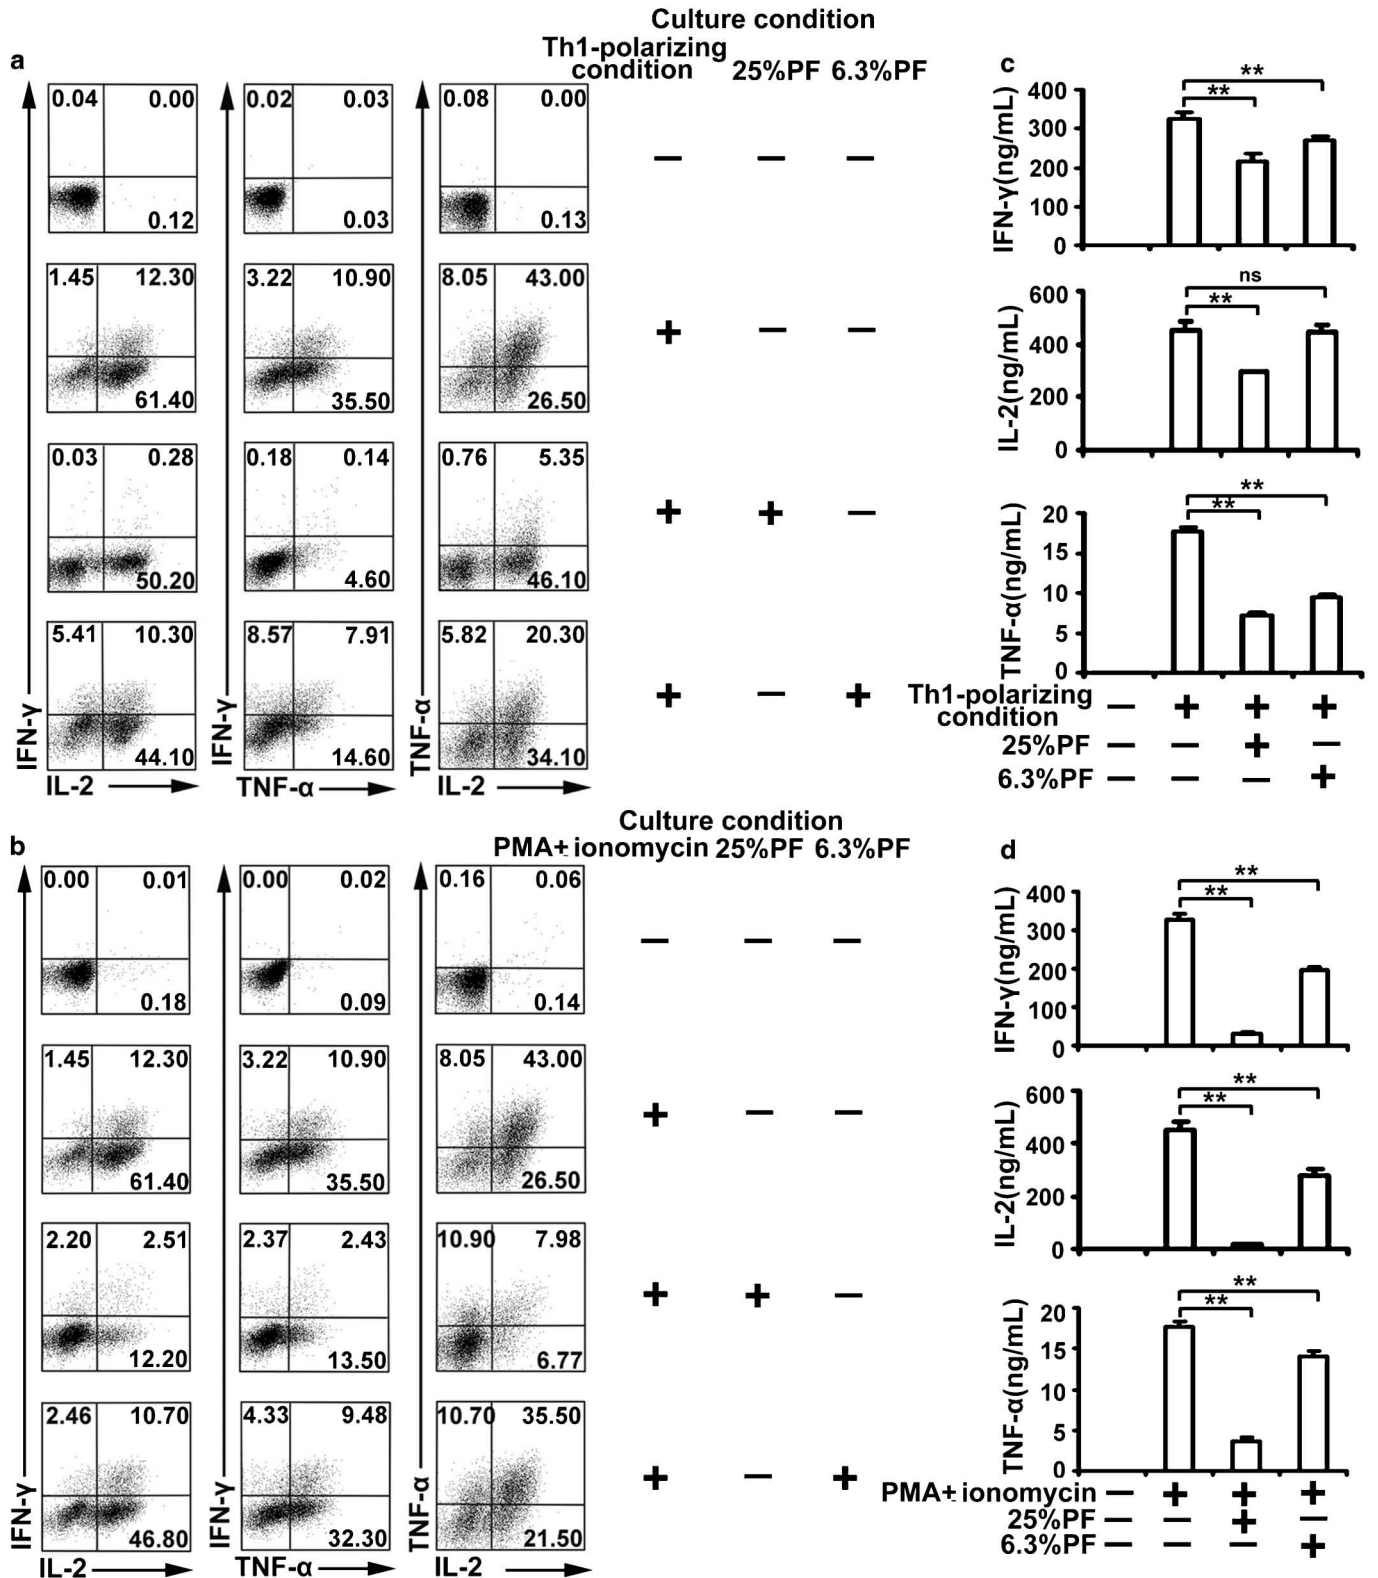 Culture condition
Th1-polarizing
condition 25%PF 6.3%PF
a
0.04 0.00 0.02 0.03 0.08 0.00
0.12 0.03 0.13
− − −
1.45 12.30 3.22 10.90 8.05 43.00
61.40 35.50 26.50
+ − −
0.03 0.28 0.18 0.14 0.76 5.35
50.20 4.60 46.10
+ + −
5.41 10.30 8.57 7.91 5.82 20.30
44.10 14.60 34.10
+ − +
IFN-γ IFN-γ TNF-α
IL-2 TNF-α IL-2
c
** **
400
300
200
100
0
IFN-γ(ng/mL)
ns
**
600
400
200
0
IL-2(ng/mL)
**
**
20
15
10
5
0
TNF-α(ng/mL)
Th1-polarizing
condition − + + +
25%PF − − + −
6.3%PF − − − +
Culture condition
b
PMA+ ionomycin 25%PF 6.3%PF
0.00 0.01 0.00 0.02 0.16 0.06
0.18 0.09 0.14
− − −
1.45 12.30 3.22 10.90 8.05 43.00
61.40 35.50 26.50
+ − −
2.20 2.51 2.37 2.43 10.90 7.98
12.20 13.50 6.77
+ + −
2.46 10.70 4.33 9.48 10.70 35.50
46.80 32.30 21.50
+ − +
IFN-γ IFN-γ TNF-α
IL-2 TNF-α IL-2
d
**
**
400
300
200
100
0
IFN-γ(ng/mL)
**
**
600
400
200
0
IL-2(ng/mL)
**
**
20
15
10
5
0
TNF-α(ng/mL)
PMA+ ionomycin − + + +
25%PF − − + −
6.3%PF − − − +